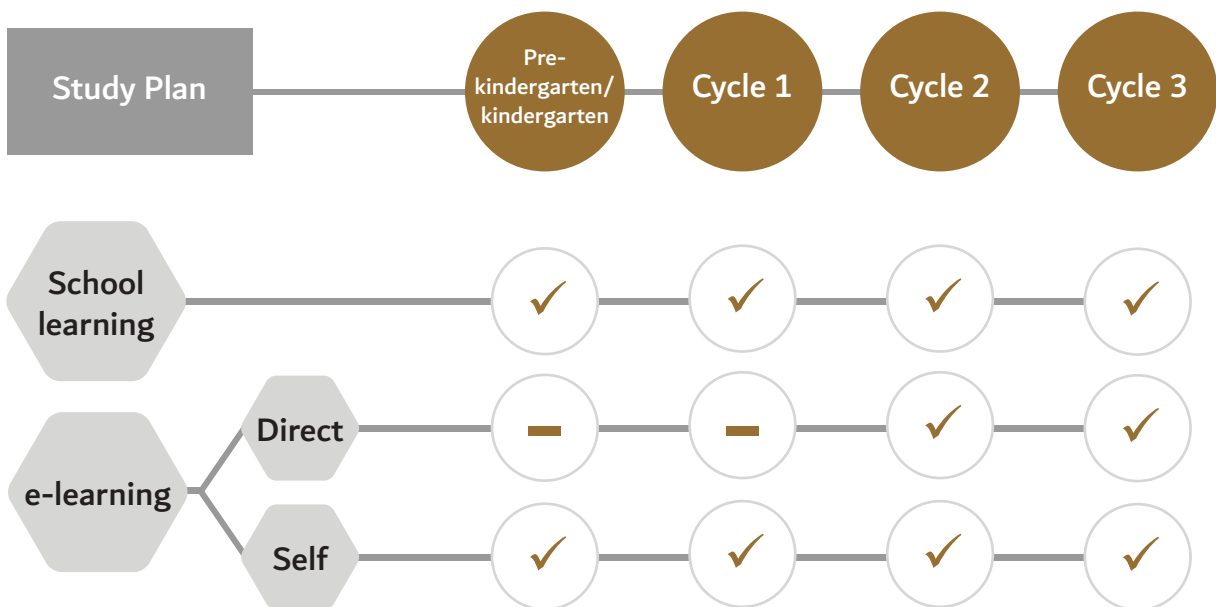 Study Plan
Pre-
kindergarten/
kindergarten
Cycle 1
Cycle 2
Cycle 3
School
learning
e-learning
Direct
Self